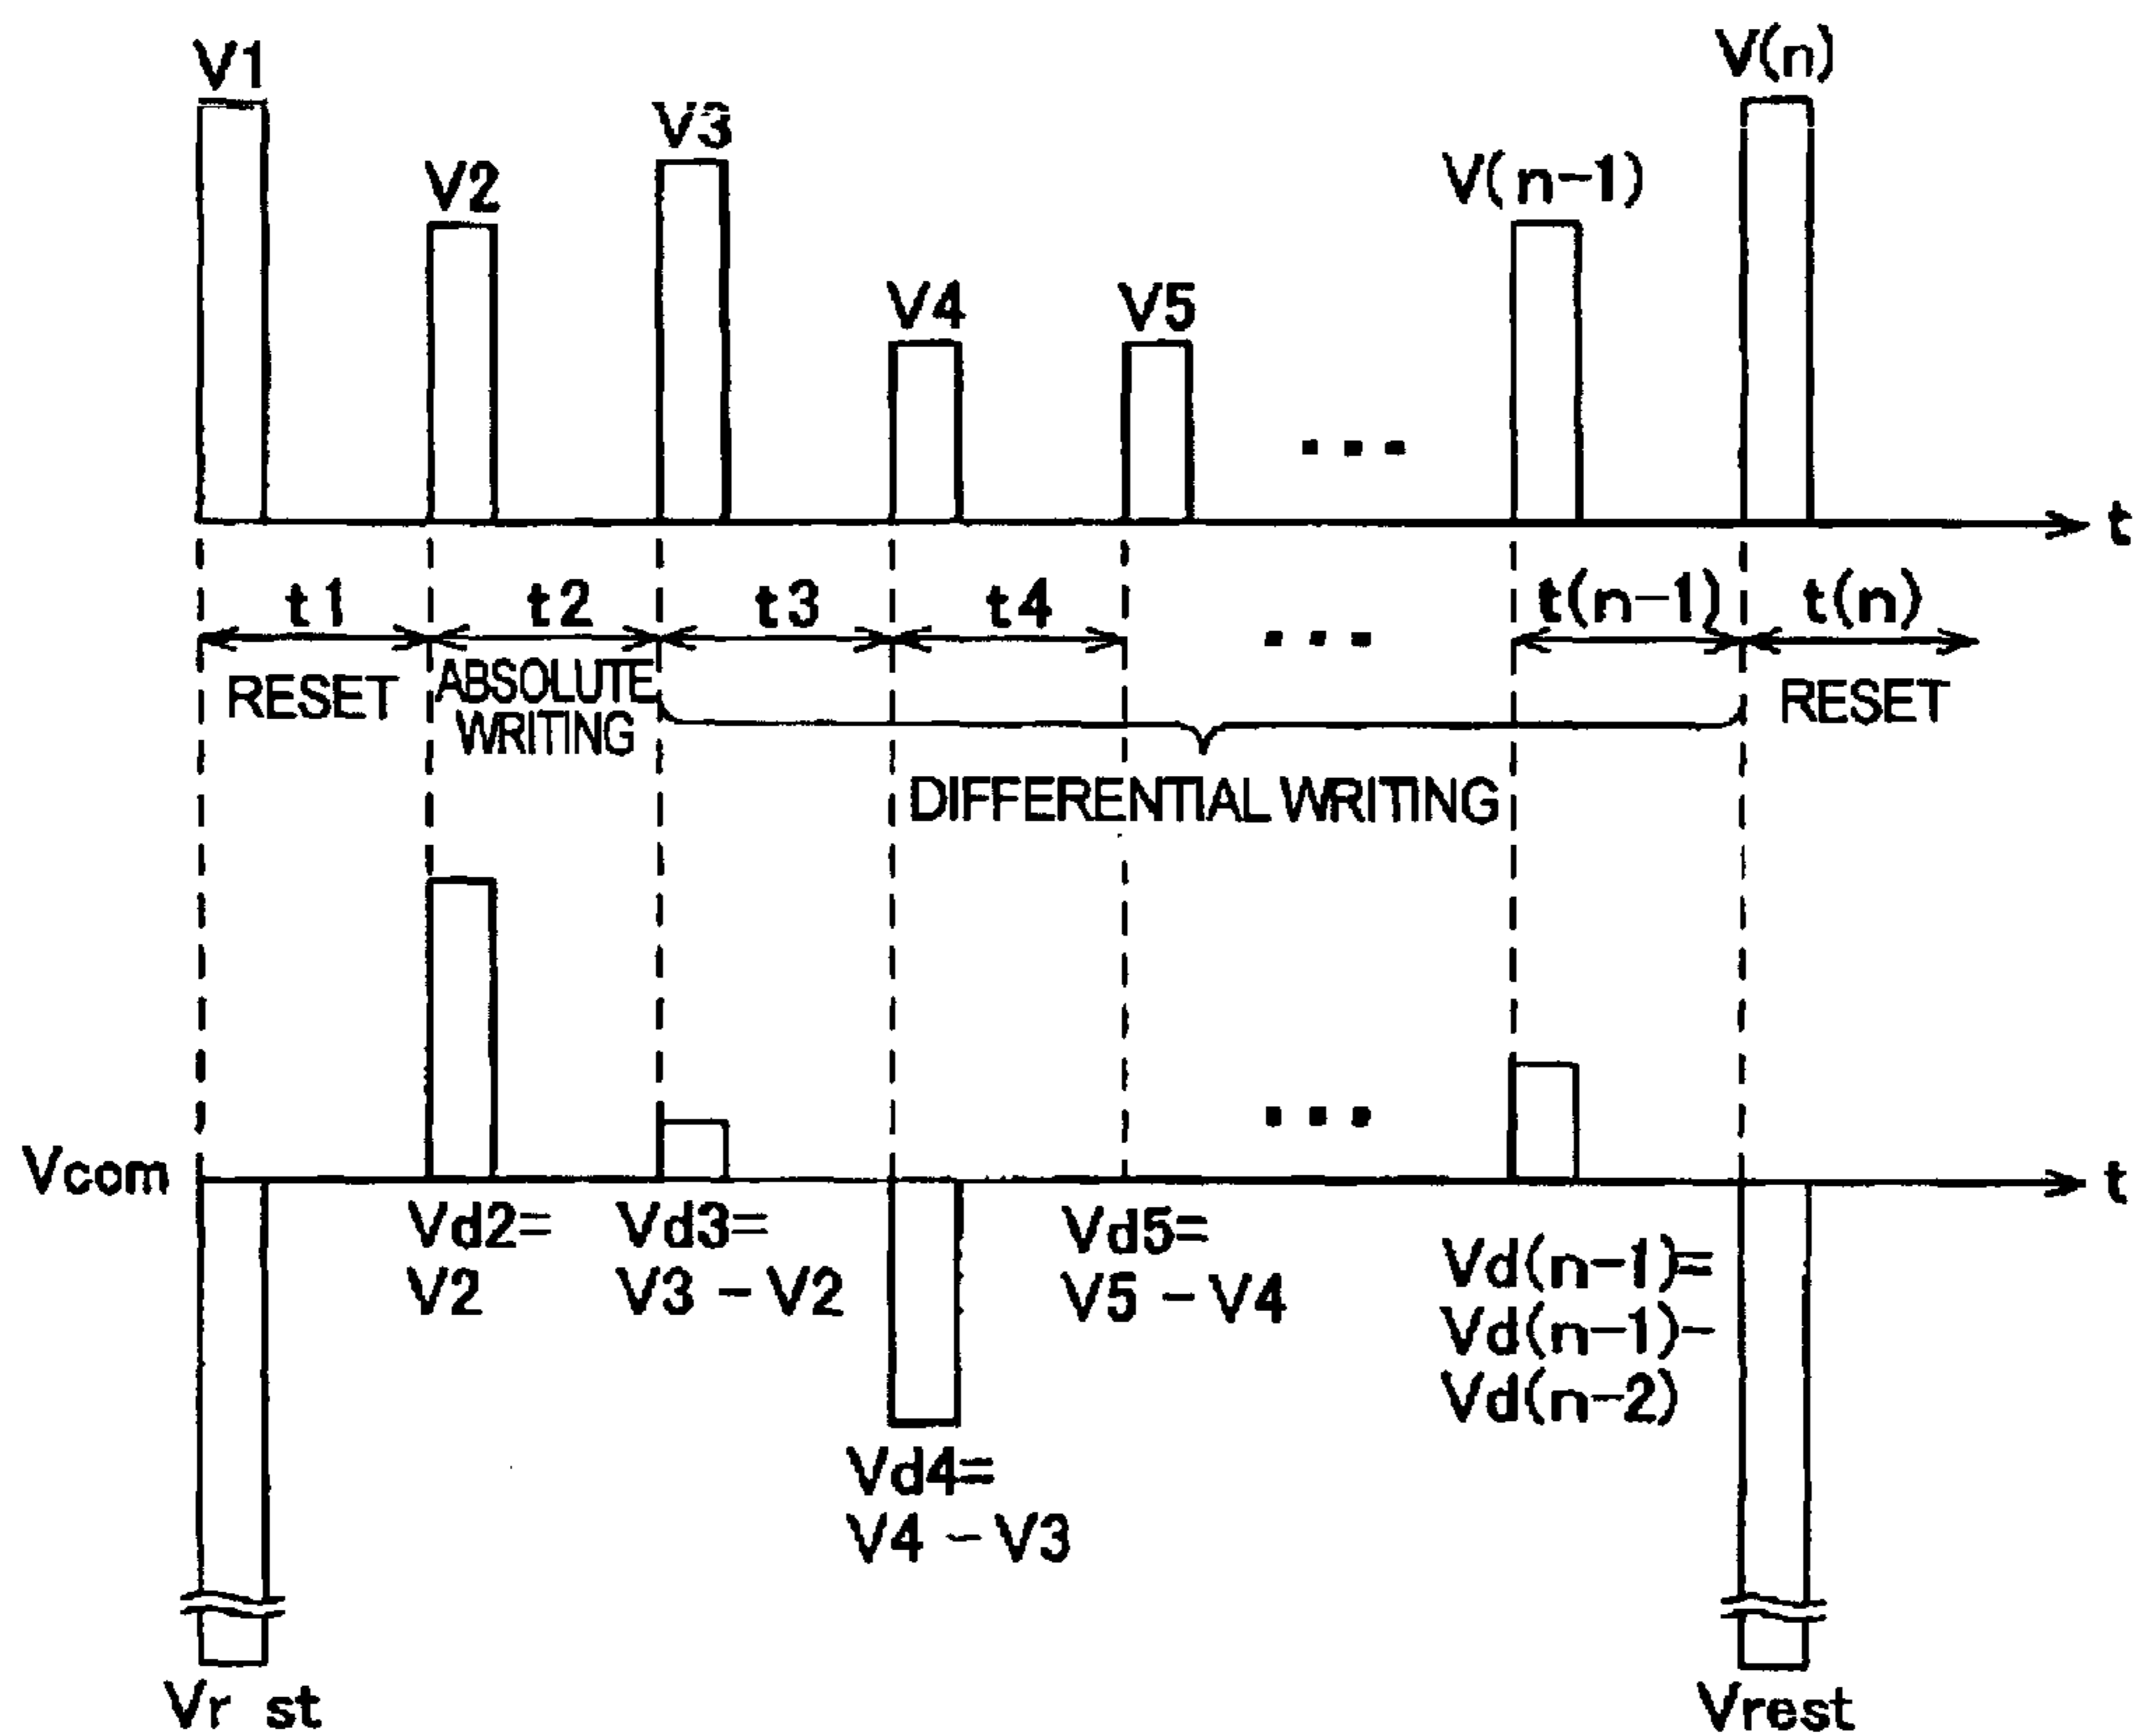 V1
V2
V3
V4
V5
V(n-1)
V(n)
t
t1
t2
t3
t4
t(n-1)
t(n)
RESET
ABSOLUTE
WRITING
RESET
DIFFERENTIAL WRITING
Vcom
t
Vd2=
V2
Vd3=
V3 - V2
Vd5=
V5 - V4
Vd(n-1)=
Vd(n-1)-
Vd(n-2)
Vd4=
V4 - V3
Vr st
Vrest